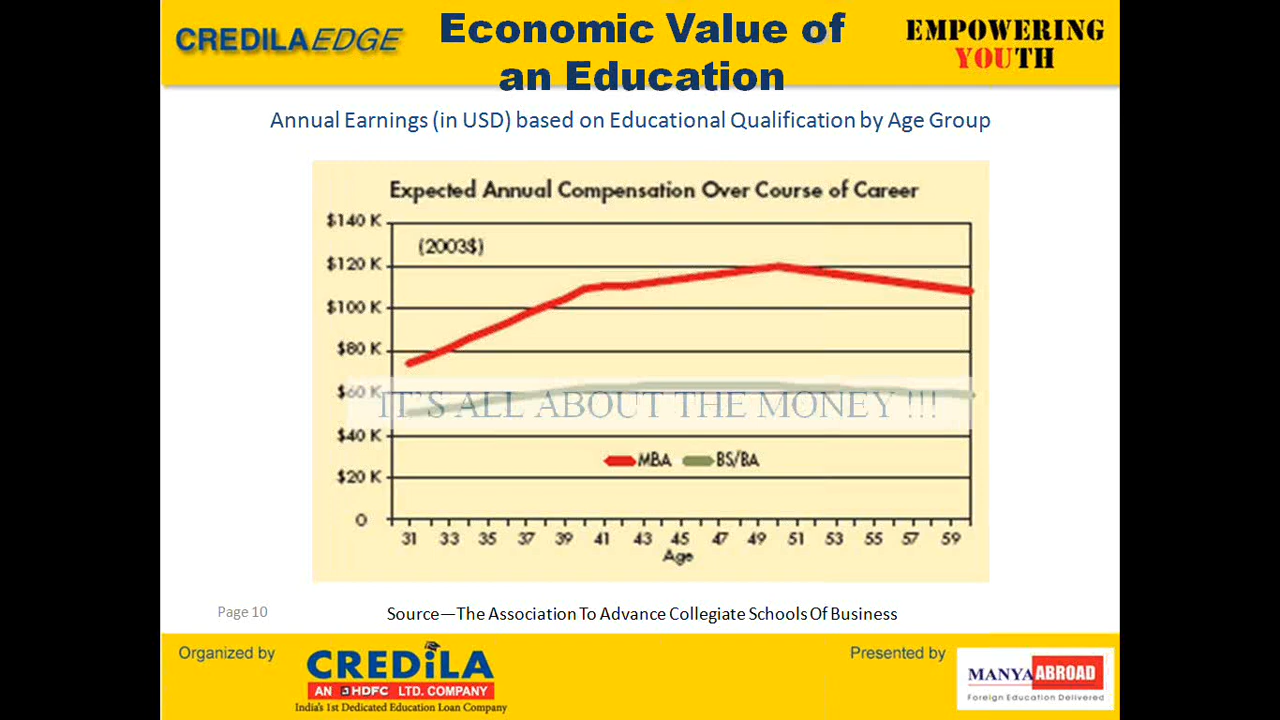 CREDILAEDGE
Economic Value of
an Education
EMPOWERING
YOUTH
Annual Earnings (in USD) based on Educational Qualification by Age Group
Expected Annual Compensation Over Course of Career
(2003$)
$140 K
$120 K
$100 K
$80 K
$60 K
$40 K
$20 K
0
IT'S ALL ABOUT THE MONEY !!!
MBA BS/BA
31 33 35 37 39 41 43 45 47 49 51 53 55 57 59
Age
Page 10
Source—The Association To Advance Collegiate Schools Of Business
Organized by
CREDiLA
AN HDFC LTD. COMPANY
India's 1st Dedicated Education Loan Company
Presented by
MANYA ABROAD
Foreign Education Delivered